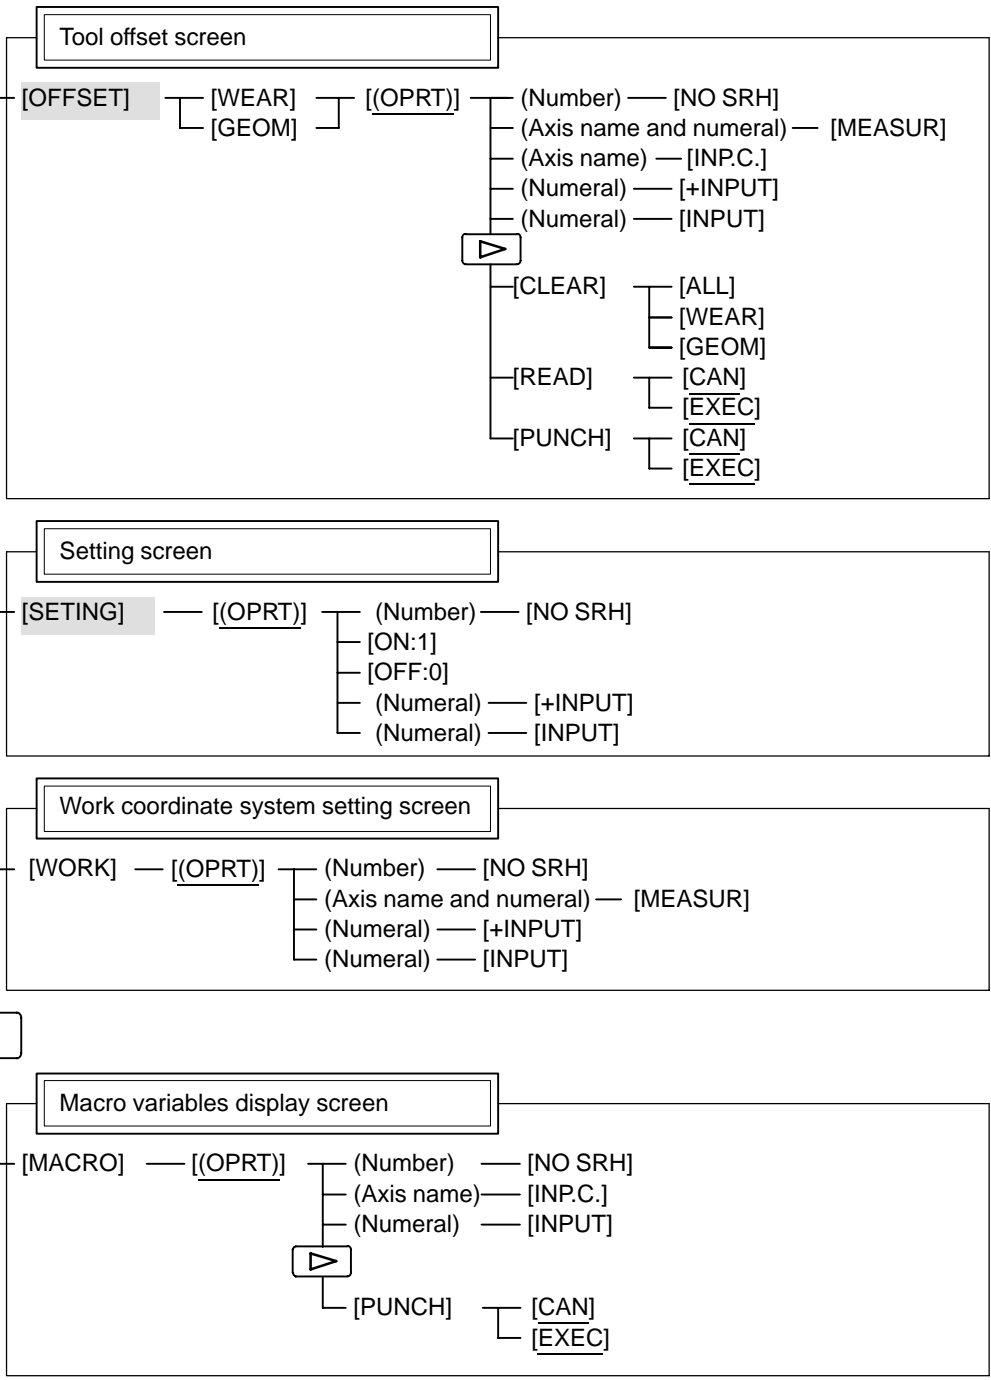 Tool offset screen
[OFFSET] [WEAR] [(OPRT)] (Number) [NO SRH]
[GEOM] (Axis name and numeral) [MEASUR]
(Axis name) [INP.C.]
(Numeral) [+INPUT]
(Numeral) [INPUT]
[CLEAR] [ALL]
[WEAR]
[GEOM]
[READ] [CAN]
[EXEC]
[PUNCH] [CAN]
[EXEC]
Setting screen
[SETING] [(OPRT)] (Number) [NO SRH]
[ON:1]
[OFF:0]
(Numeral) [+INPUT]
(Numeral) [INPUT]
Work coordinate system setting screen
[WORK] [(OPRT)] (Number) [NO SRH]
(Axis name and numeral) [MEASUR]
(Numeral) [+INPUT]
(Numeral) [INPUT]
Macro variables display screen
[MACRO] [(OPRT)] (Number) [NO SRH]
(Axis name) [INP.C.]
(Numeral) [INPUT]
[PUNCH] [CAN]
[EXEC]